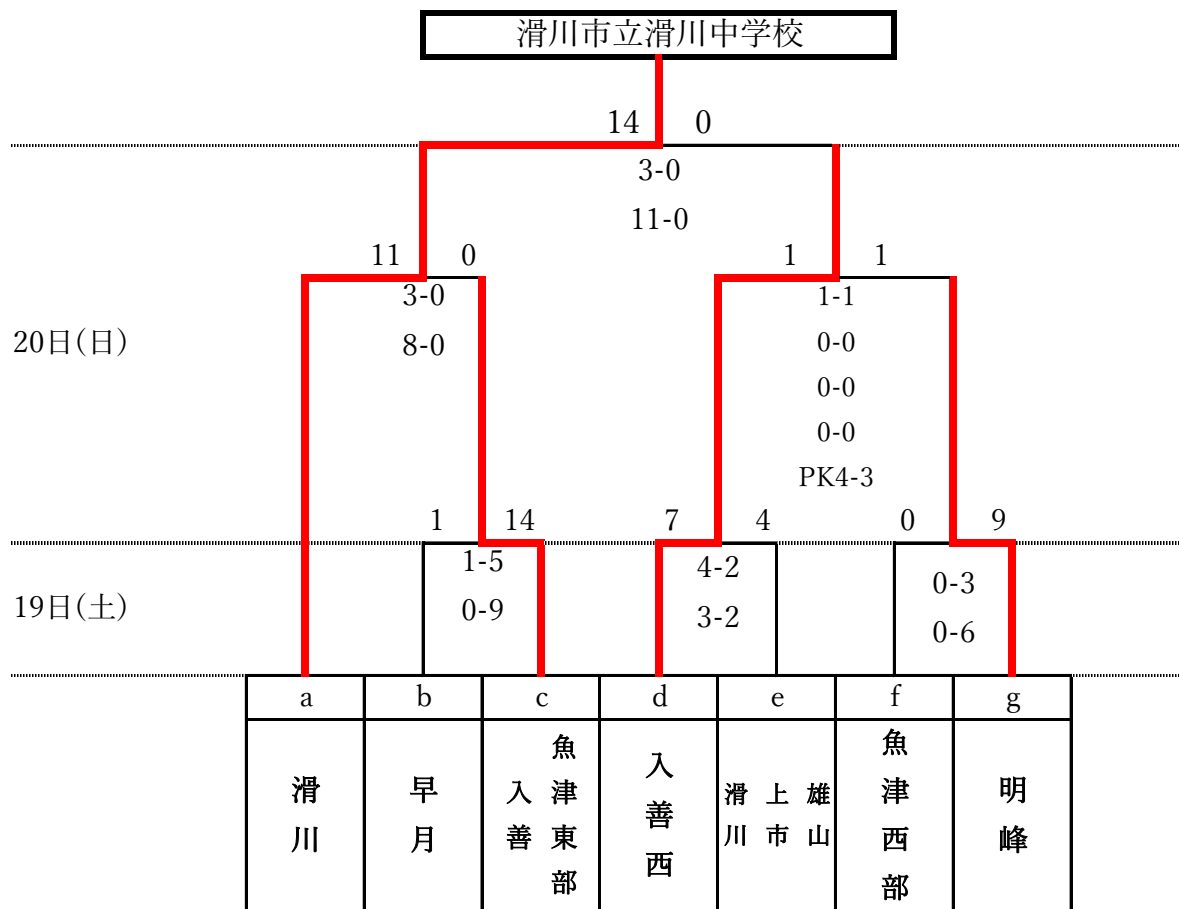 滑川市立滑川中学校
14 0
3-0
11-0
11 0
1 1
3-0
8-0
1-1
0-0
0-0
0-0
PK4-3
20日(日)
1 14
7 4
0 9
1-5
0-9
4-2
3-2
0-3
0-6
19日(土)
a b c d e f g
滑川
早月
魚津東部
入善
入善西
雄山
上市
滑川
魚津西部
明峰